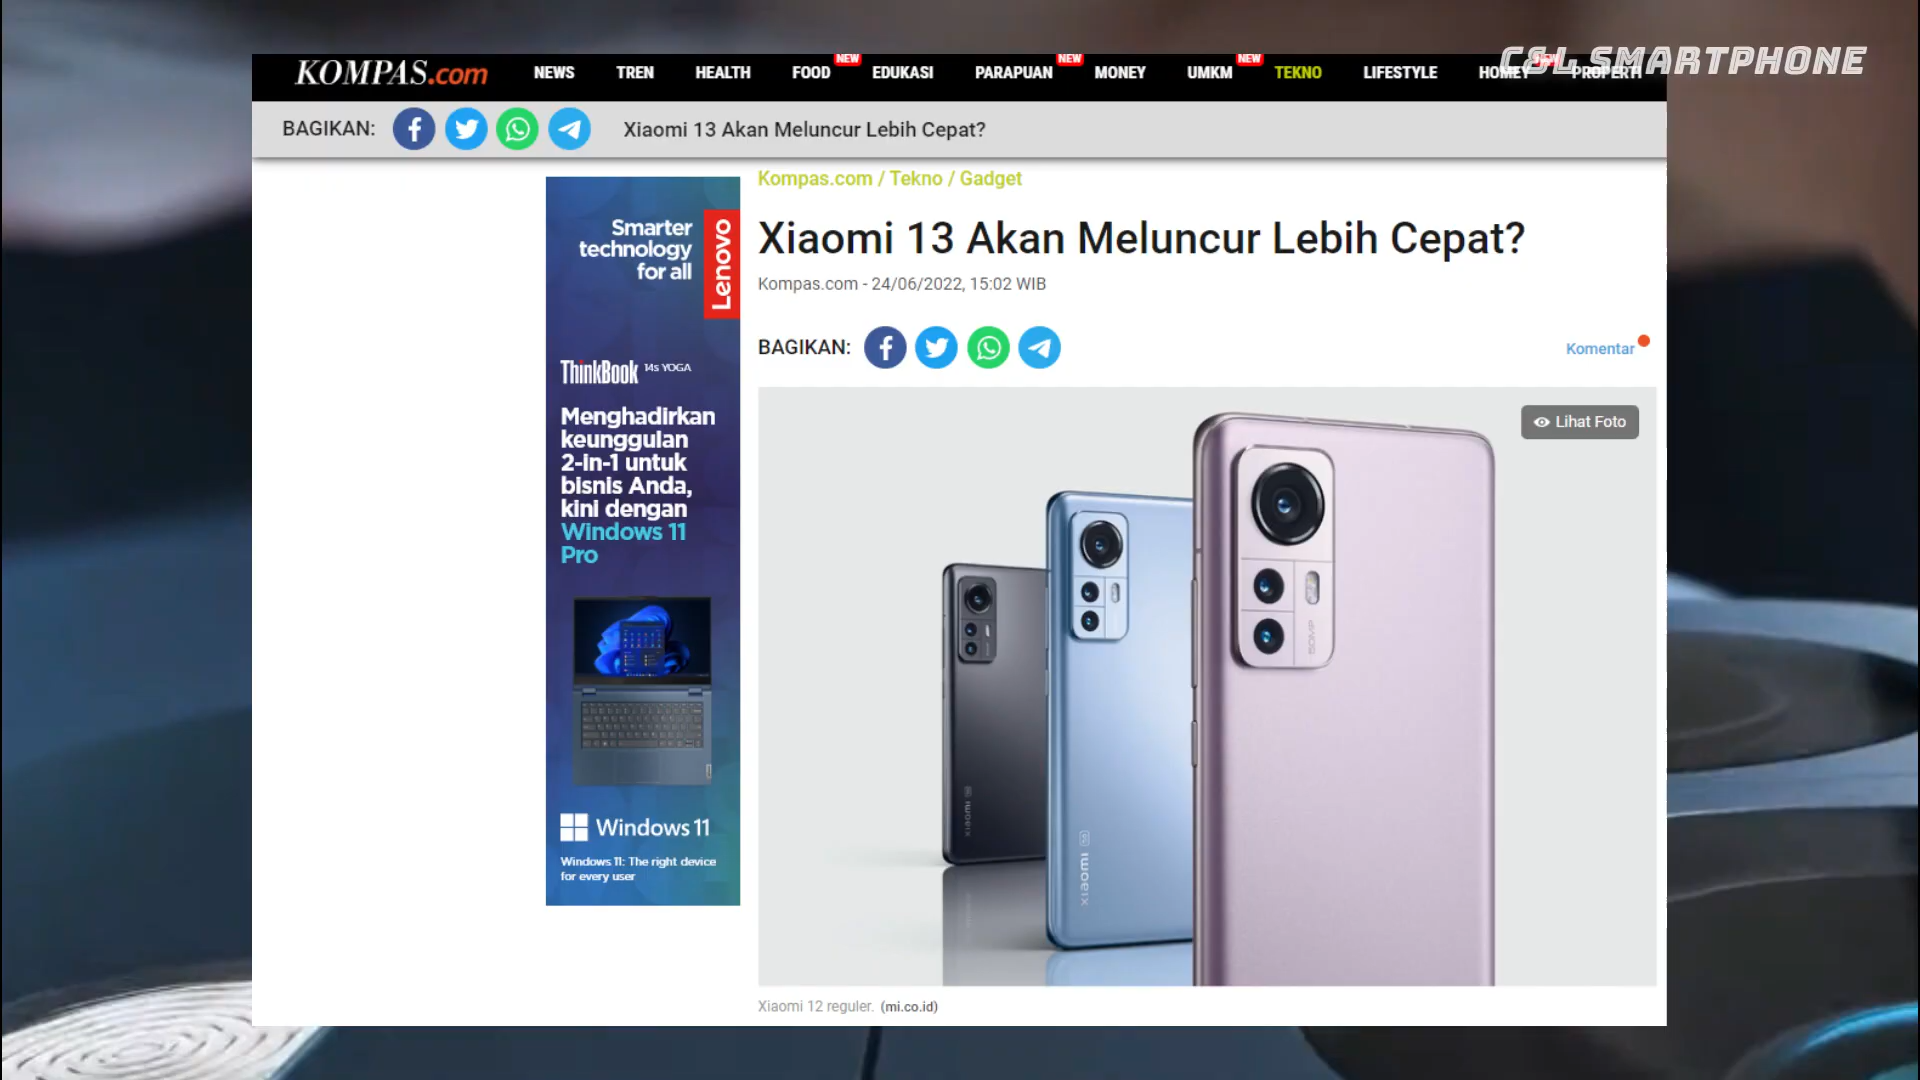 C&L SMARTPHONE
KOMPAS.com NEWS TREN HEALTH FOOD NEW EDUKASI PARAPUAN NEW MONEY UMKM NEW TEKNO LIFESTYLE HOMEY PROPERTI
BAGIKAN: Xiaomi 13 Akan Meluncur Lebih Cepat?
Kompas.com / Tekno / Gadget
Xiaomi 13 Akan Meluncur Lebih Cepat?
Kompas.com - 24/06/2022, 15:02 WIB
BAGIKAN:
Komentar
Lihat Foto
Smarter
technology
for all
Lenovo
ThinkBook 14s YOGA
Menghadirkan
keunggulan
2-in-1 untuk
bisnis Anda,
kini dengan
Windows 11
Pro
Windows 11
Windows 11: The right device
for every user
50MP
xiaomi 5G
xiaomi
Xiaomi 12 reguler. (mi.co.id)